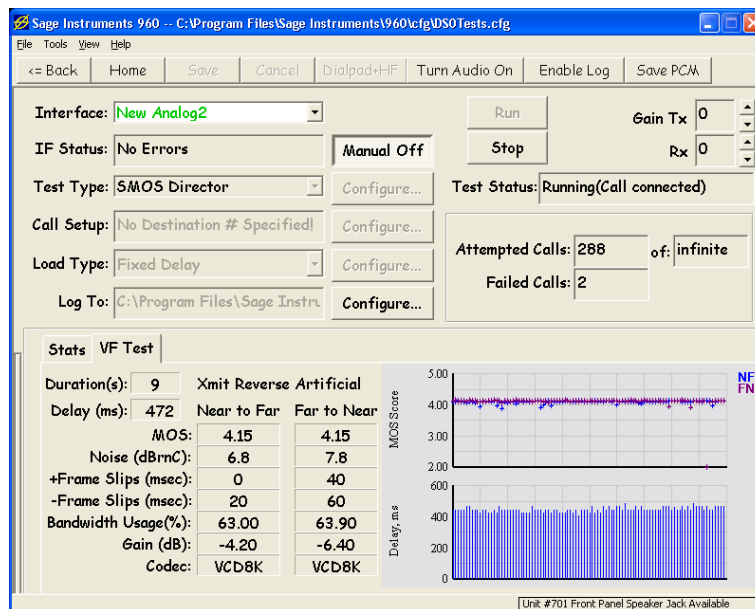 Sage Instruments 960 -- C:\Program Files\Sage Instruments\960\cfg\DS0Tests.cfg
File Tools View Help
<= Back Home Save Cancel Dialpad+HF Turn Audio On Enable Log Save PCM
Interface: New Analog2 Run Gain Tx 0
IF Status: No Errors Manual Off Stop Rx 0
Test Type: SMOS Director Configure... Test Status: Running(Call connected)
Call Setup: No Destination # Specified! Configure...
Attempted Calls: 288 of: infinite
Load Type: Fixed Delay Configure...
Failed Calls: 2
Log To: C:\Program Files\Sage Instru Configure...
Stats VF Test
Duration(s): 9 Xmit Reverse Artificial
Delay (ms): 472 Near to Far Far to Near
MOS: 4.15 4.15
Noise (dBrnC): 6.8 7.8
+Frame Slips (msec): 0 40
-Frame Slips (msec): 20 60
Bandwidth Usage(%): 63.00 63.90
Gain (dB): -4.20 -6.40
Codec: VCD8K VCD8K
MOS Score
5.00
4.00
3.00
2.00
NF
FN
Delay, ms
600
400
200
0
Unit #701 Front Panel Speaker Jack Available